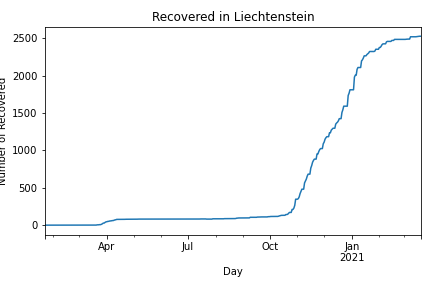 Recovered in Liechtenstein
Number of Recovered
2500
2000
1500
1000
500
0
Apr
Jul
Oct
Jan
2021
Day